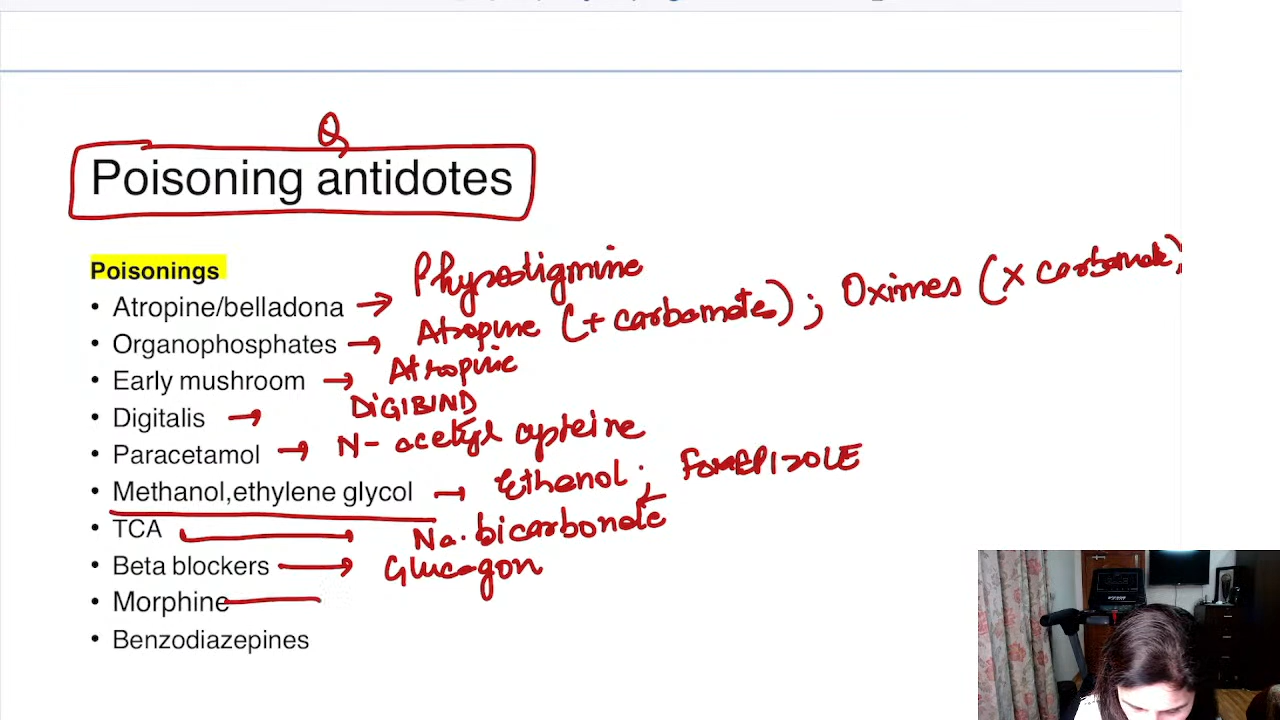 Q
Poisoning antidotes
Poisonings
• Atropine/belladona → Physostigmine
• Organophosphates → Atropine (+ carbamates) ; Oximes (x carbamate)
• Early mushroom → Atropine
• Digitalis → DIGIBIND
• Paracetamol → N- acetyl cysteine
• Methanol,ethylene glycol → Ethanol ; FOMEPIZOLE
• TCA Na. bicarbonate
• Beta blockers → Glucagon
• Morphine
• Benzodiazepines